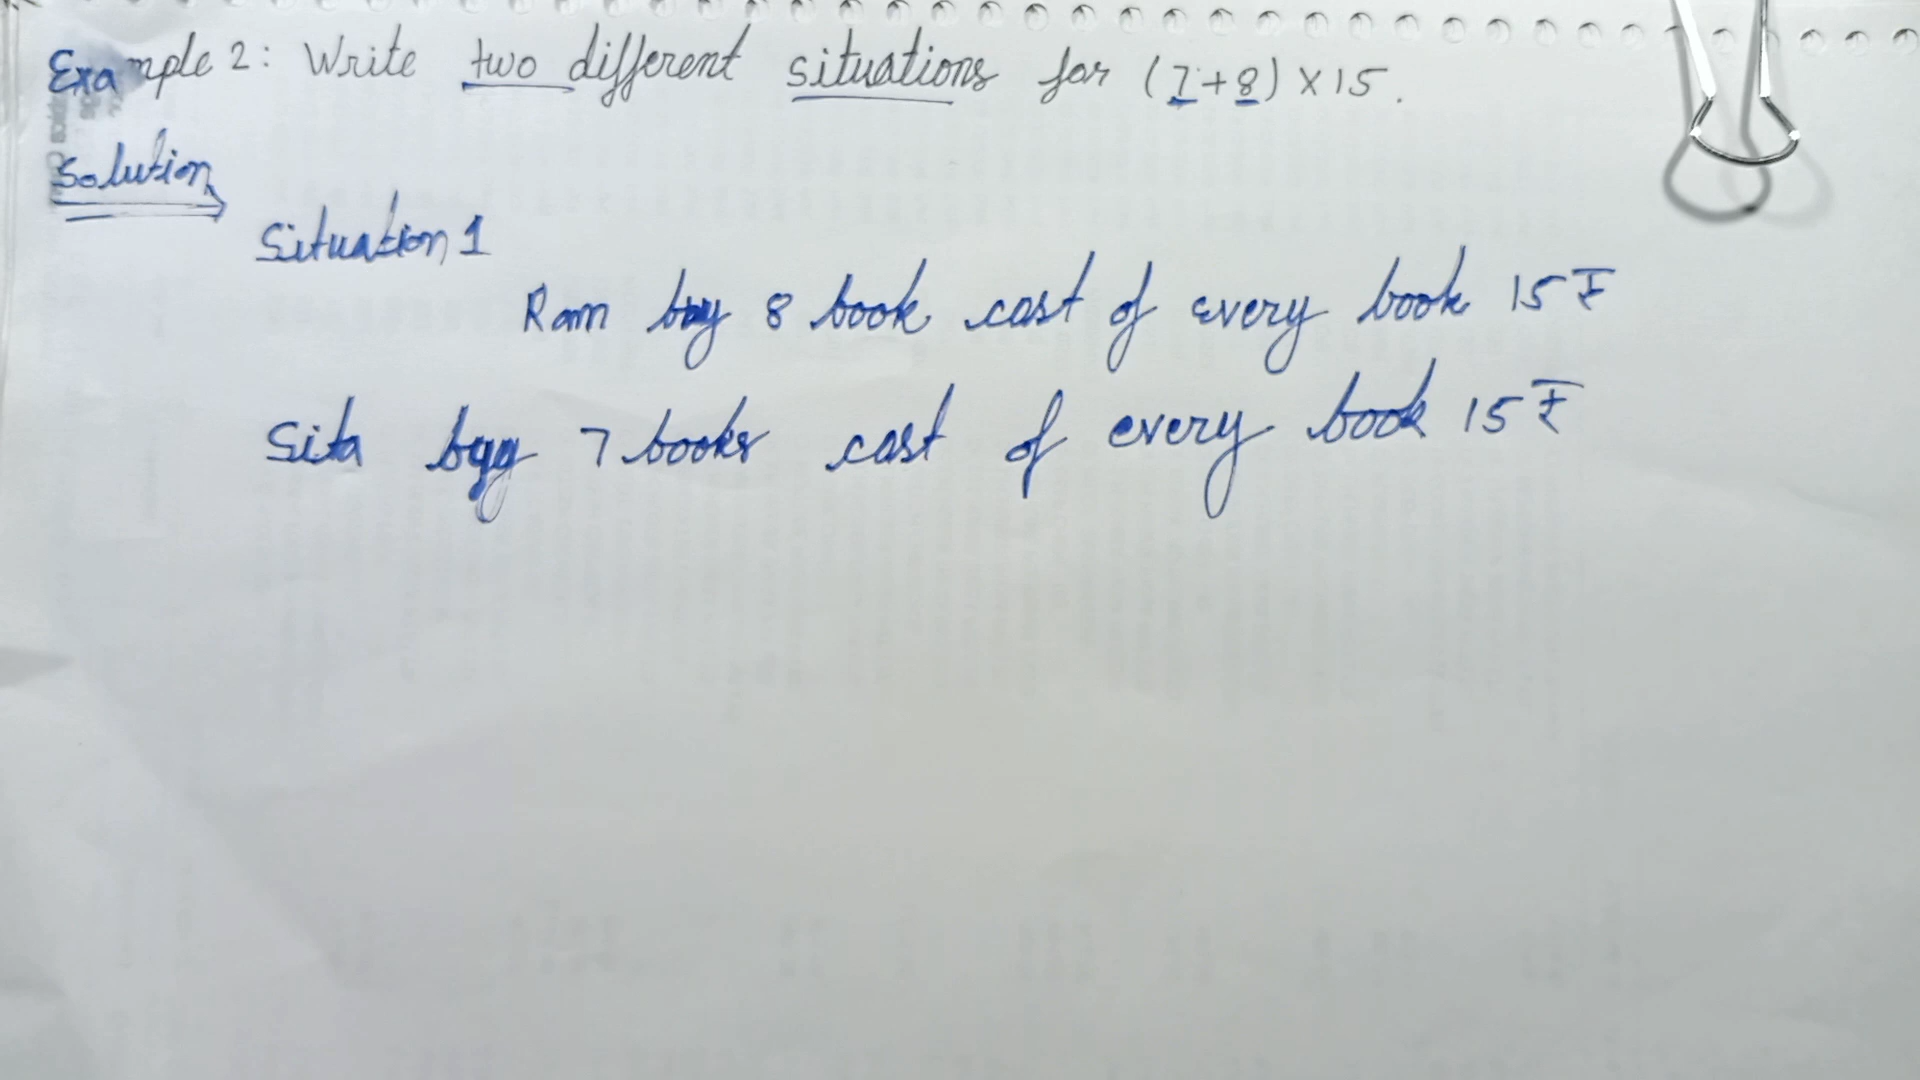 Example 2: Write two different situations for (7+8) × 15.
Solution
Situation 1
Ram buy 8 book cost of every book 15 ₹
Sita buy 7 books cost of every book 15 ₹